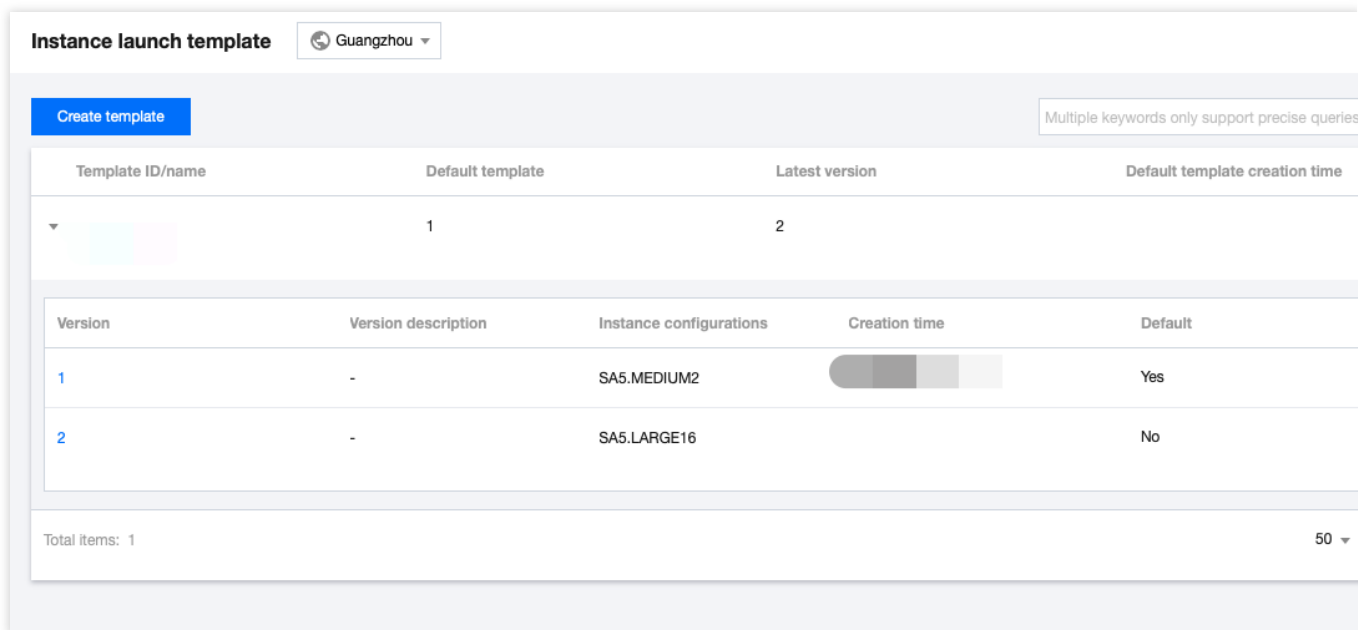 Instance launch template Guangzhou
Create template Multiple keywords only support precise queries
Template ID/name Default template Latest version Default template creation time
1 2
Version Version description Instance configurations Creation time Default
1 - SA5.MEDIUM2 Yes
2 - SA5.LARGE16 No
Total items: 1 50